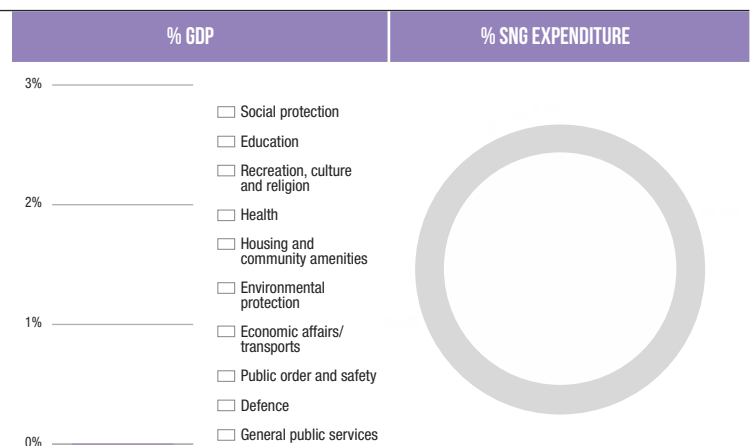 % GDP
% SNG EXPENDITURE
3%
2%
1%
0%
Social protection
Education
Recreation, culture
and religion
Health
Housing and
community amenities
Environmental
protection
Economic affairs/
transports
Public order and safety
Defence
General public services